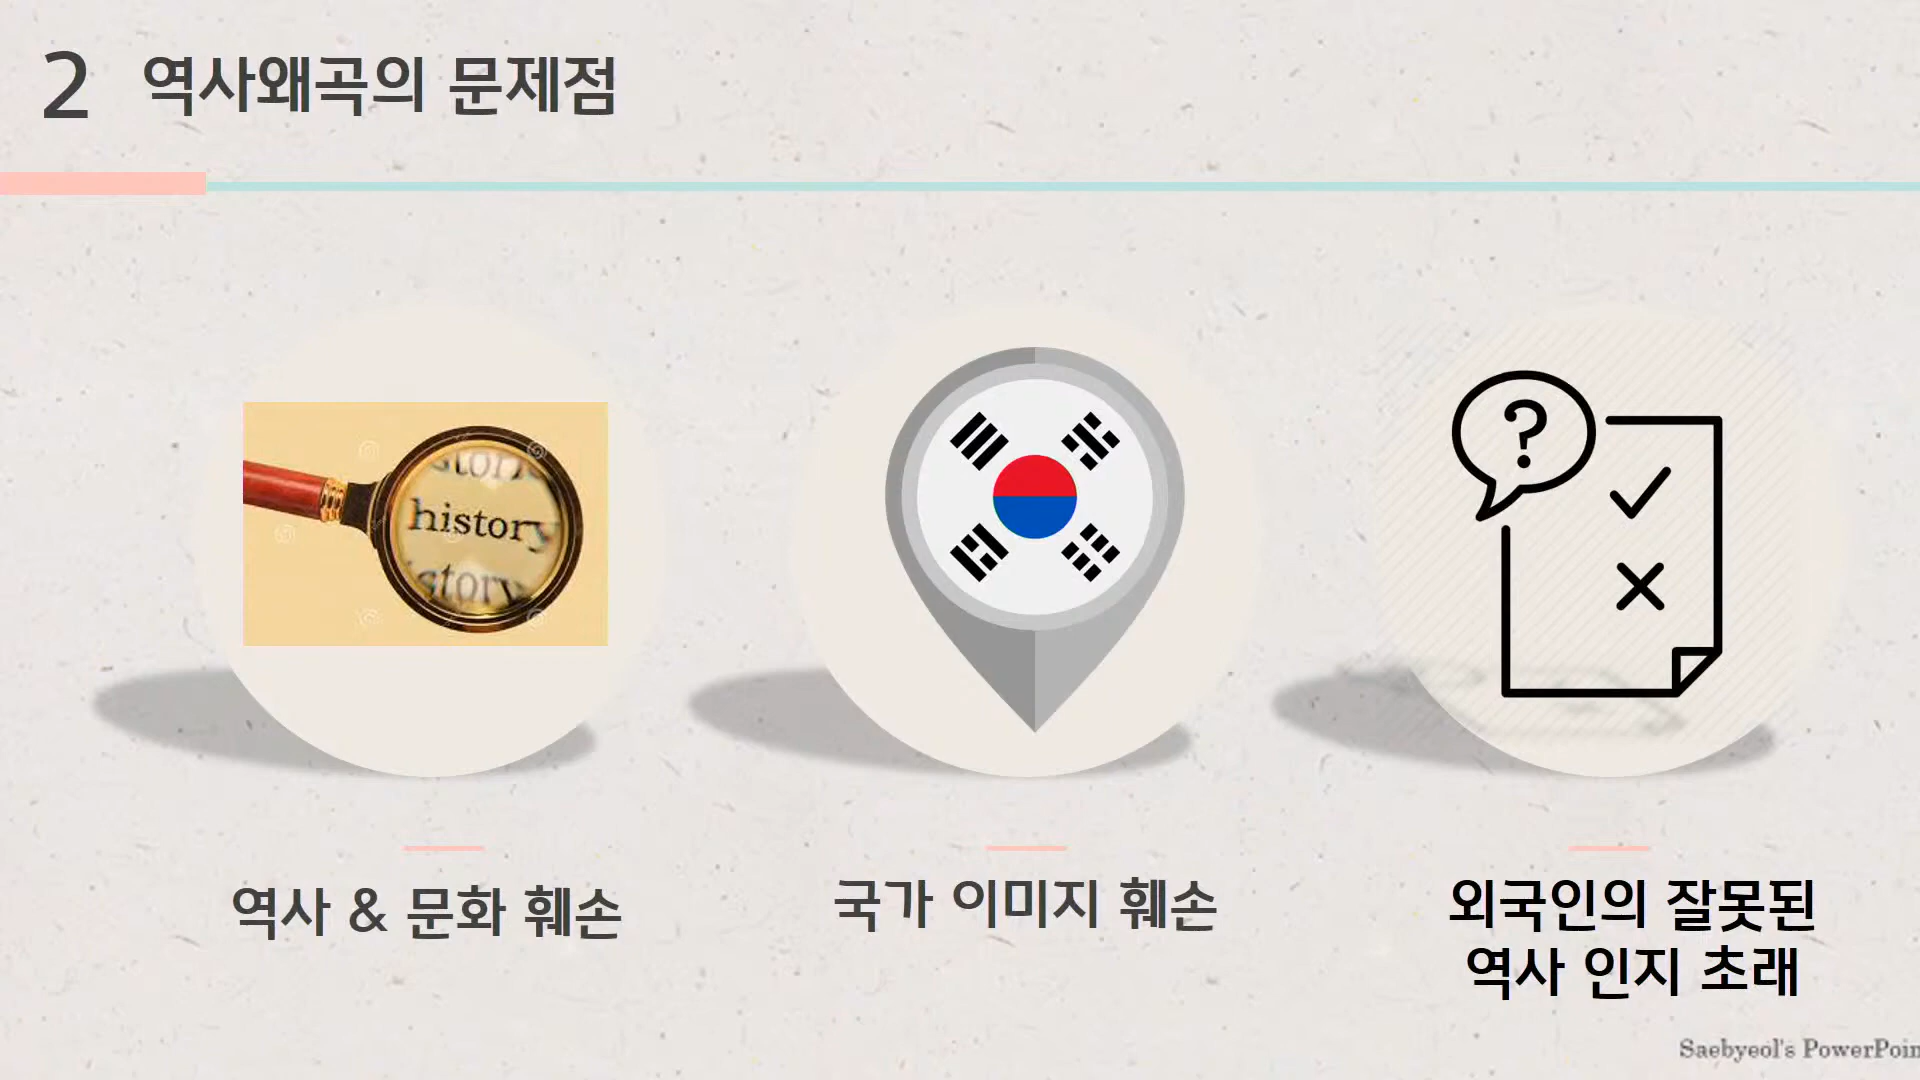 2 역사왜곡의 문제점
history
?
역사 & 문화 훼손
국가 이미지 훼손
외국인의 잘못된
역사 인지 초래
Saebyeol's